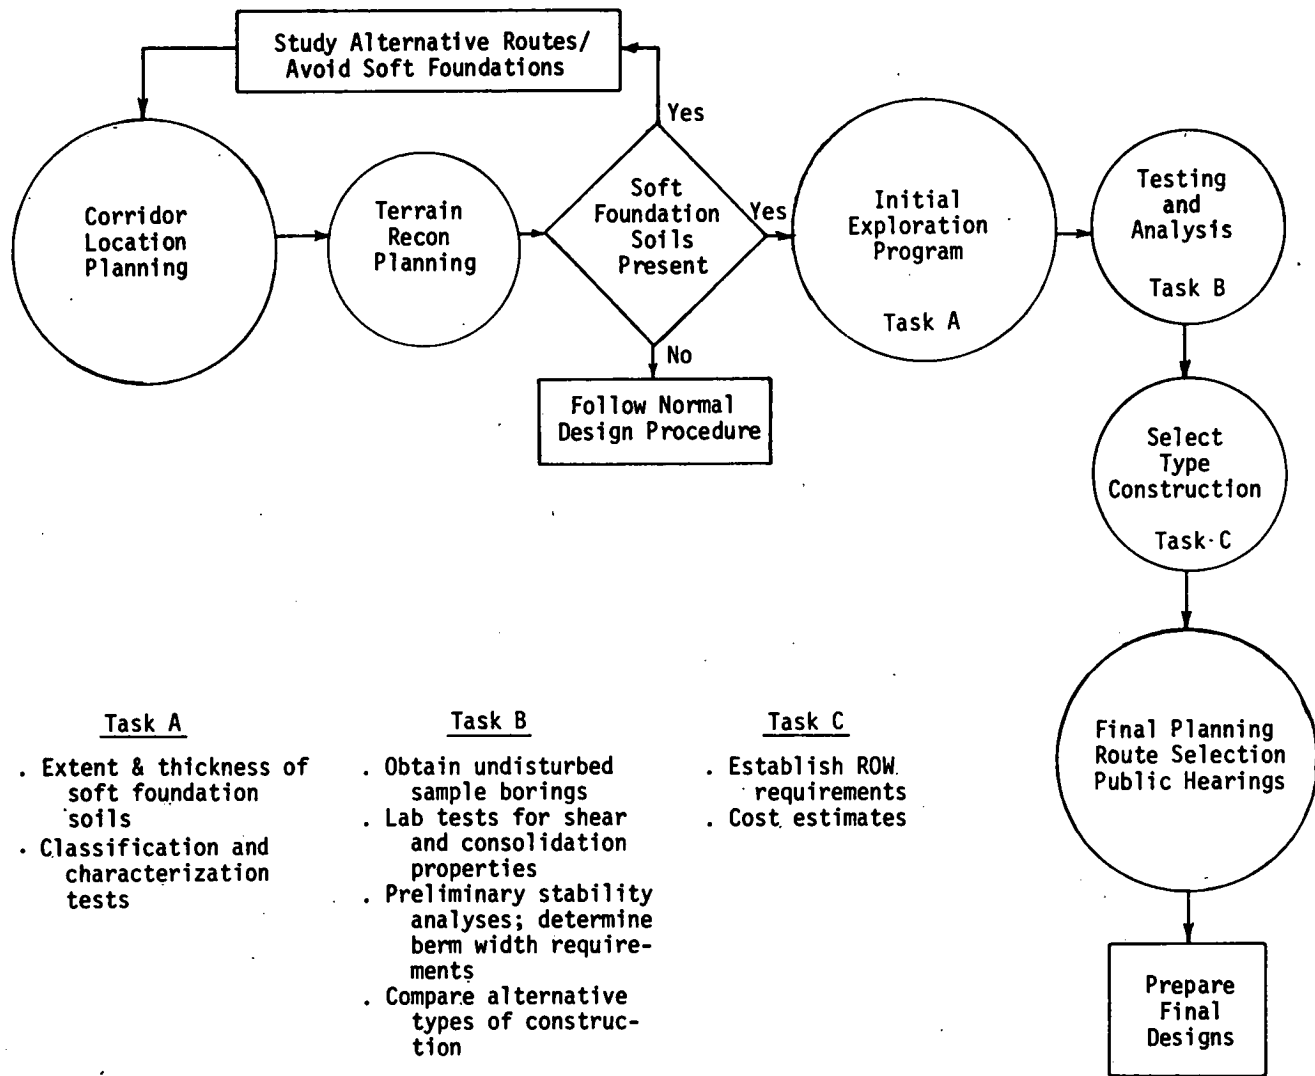 Study Alternative Routes/
Avoid Soft Foundations
Yes
Corridor
Location
Planning
Terrain
Recon
Planning
Soft
Foundation
Soils
Present
Yes
No
Follow Normal
Design Procedure
Initial
Exploration
Program
Task A
Testing
and
Analysis
Task B
Select
Type
Construction
Task C
Final Planning
Route Selection
Public Hearings
Prepare
Final
Designs
Task A
. Extent & thickness of
soft foundation
soils
. Classification and
characterization
tests
Task B
. Obtain undisturbed
sample borings
. Lab tests for shear
and consolidation
properties
. Preliminary stability
analyses; determine
berm width require-
ments
. Compare alternative
types of construc-
tion
Task C
. Establish ROW
requirements
. Cost estimates